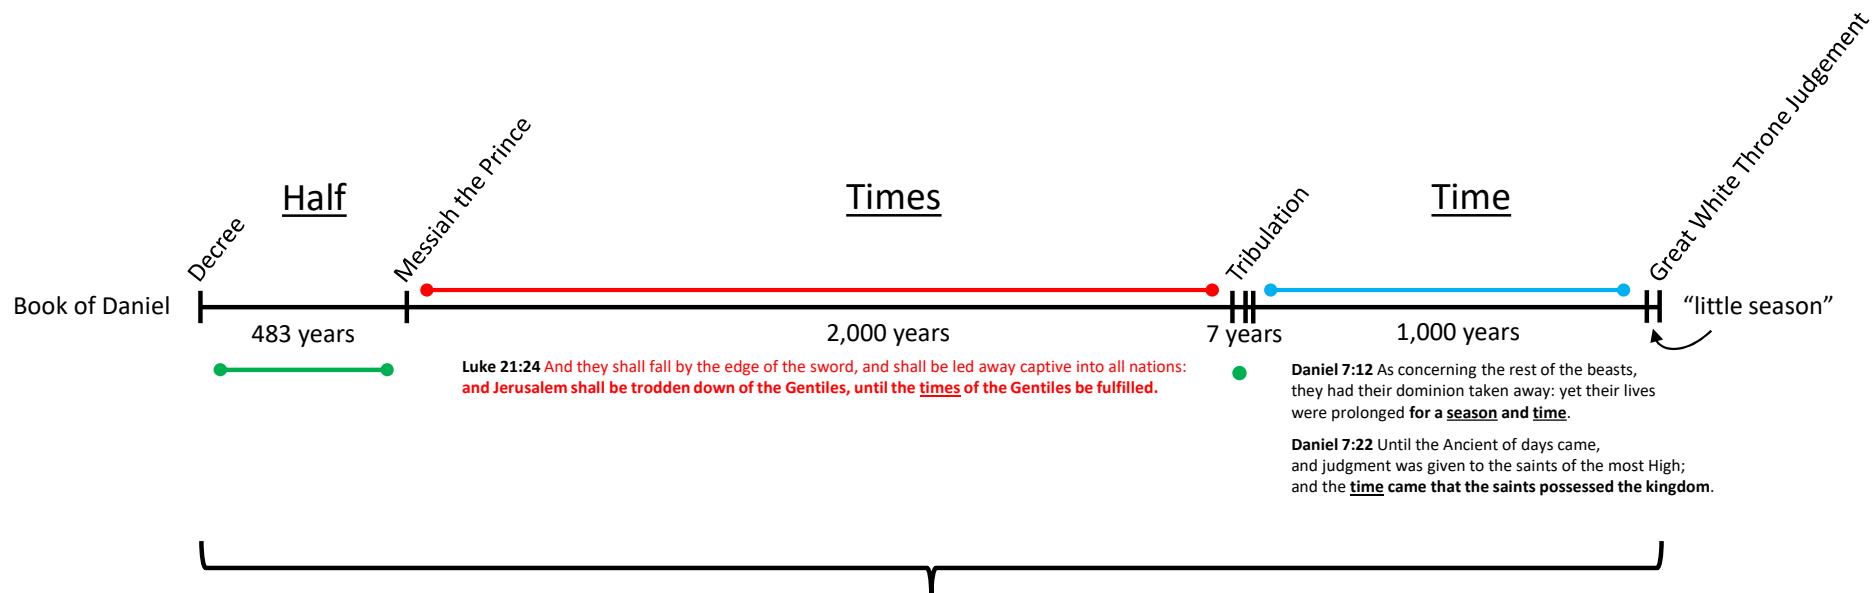 Half
Times
Time
Decree
Messiah the Prince
Tribulation
Great White Throne Judgement
Book of Daniel
"little season"
483 years
2,000 years
7 years
1,000 years
Luke 21:24 And they shall fall by the edge of the sword, and shall be led away captive into all nations:
and Jerusalem shall be trodden down of the Gentiles, until the times of the Gentiles be fulfilled.
Daniel 7:12 As concerning the rest of the beasts,
they had their dominion taken away: yet their lives
were prolonged for a season and time.
Daniel 7:22 Until the Ancient of days came,
and judgment was given to the saints of the most High;
and the time came that the saints possessed the kingdom.